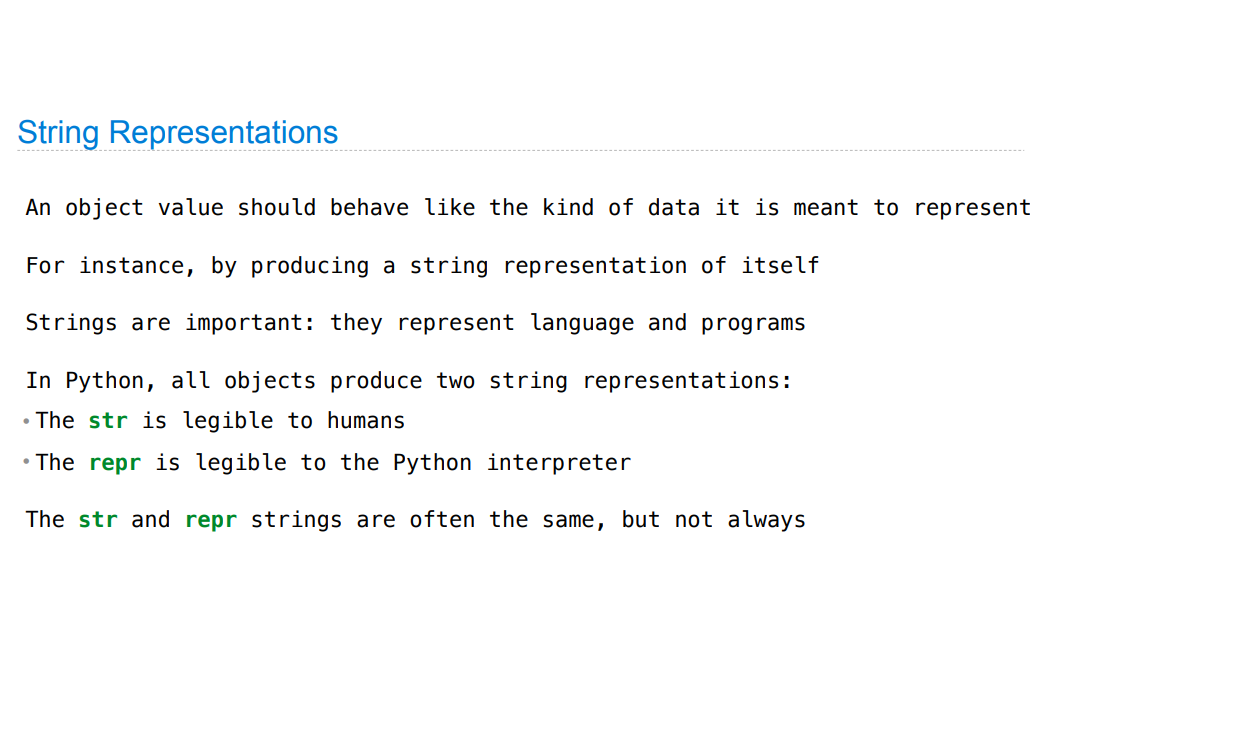 String Representations
An object value should behave like the kind of data it is meant to represent
For instance, by producing a string representation of itself
Strings are important: they represent language and programs
In Python, all objects produce two string representations:
• The str is legible to humans
• The repr is legible to the Python interpreter
The str and repr strings are often the same, but not always